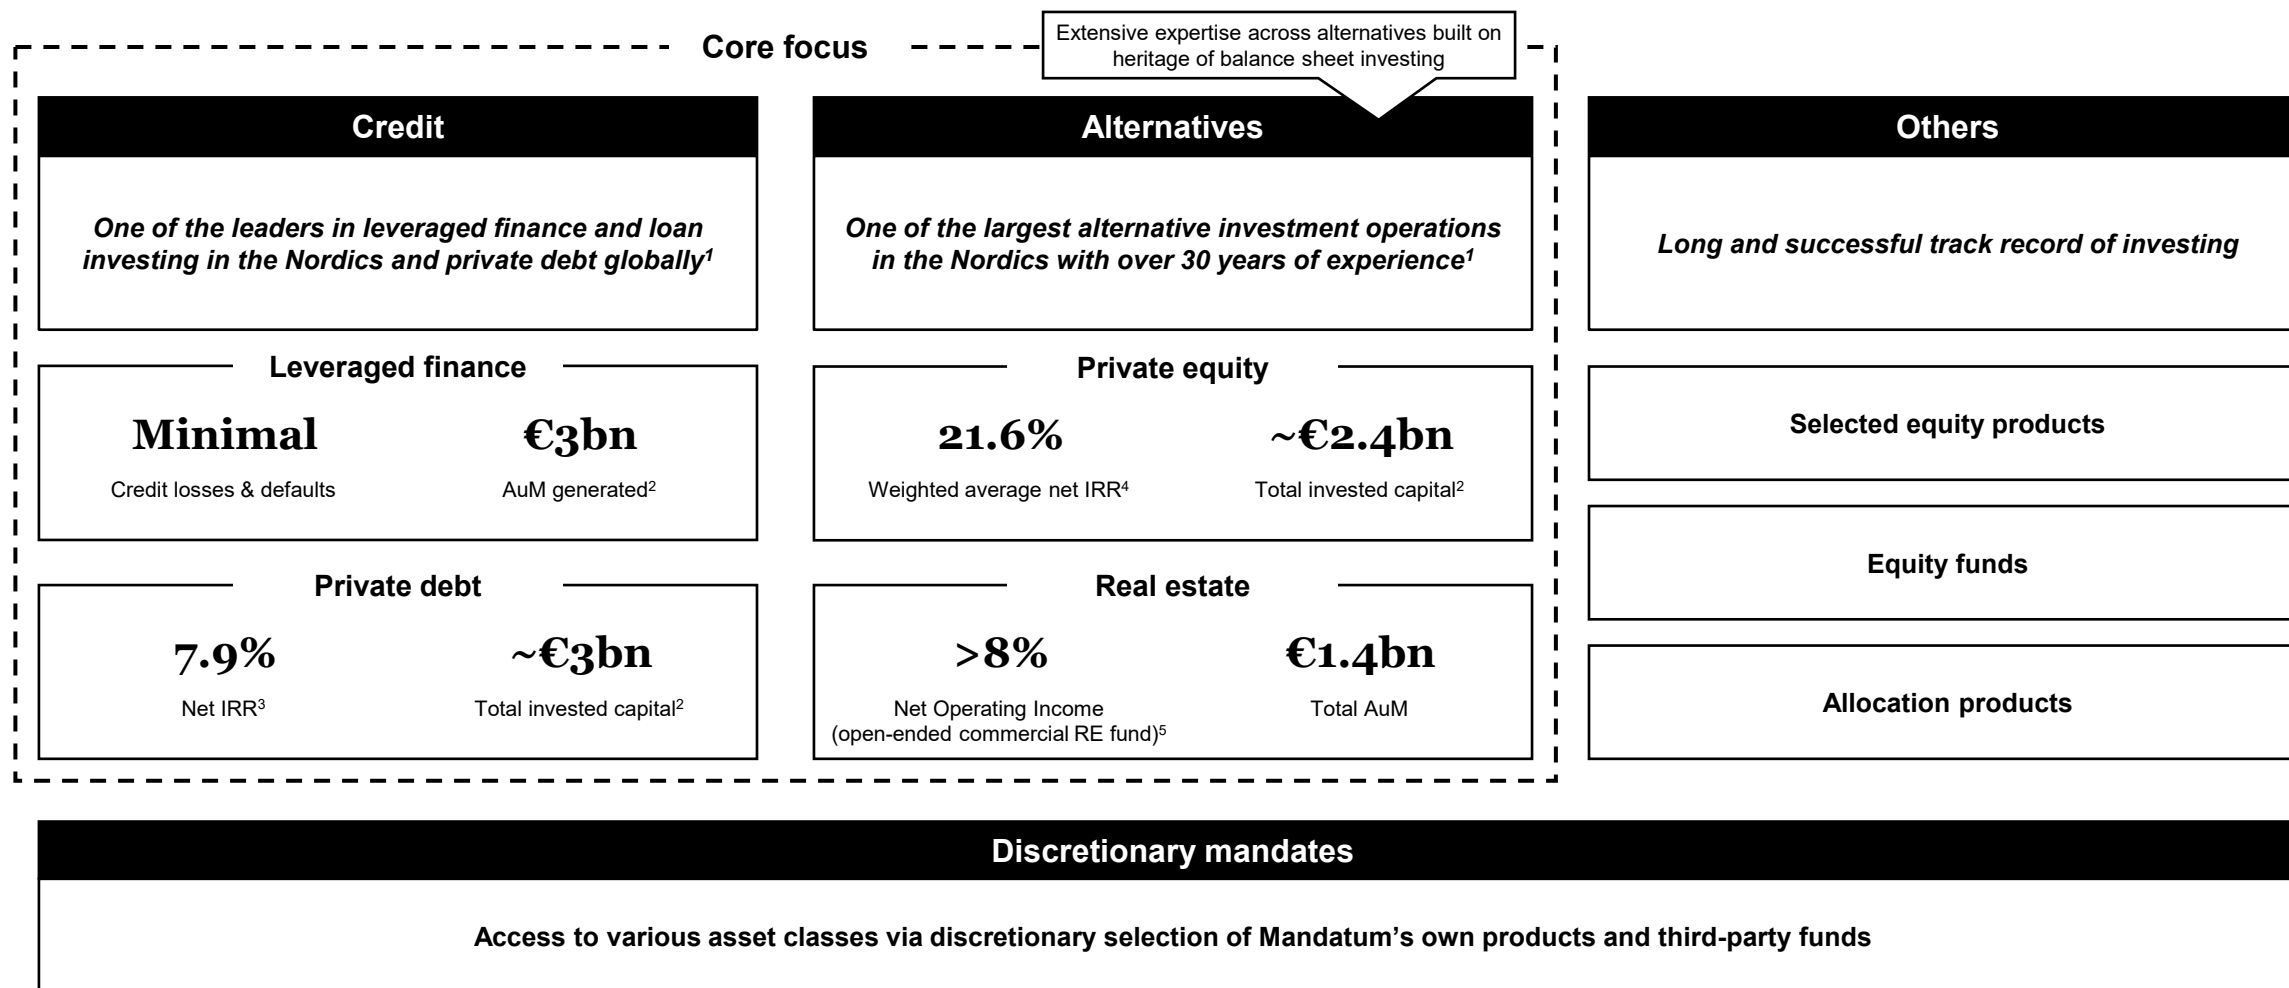 Core focus
Extensive expertise across alternatives built on
heritage of balance sheet investing
Credit
One of the leaders in leveraged finance and loan
investing in the Nordics and private debt globally¹
Leveraged finance
Minimal
Credit losses & defaults
€3bn
AuM generated²
Private debt
7.9%
Net IRR³
~€3bn
Total invested capital²
Alternatives
One of the largest alternative investment operations
in the Nordics with over 30 years of experience¹
Private equity
21.6%
Weighted average net IRR⁴
~€2.4bn
Total invested capital²
Real estate
>8%
Net Operating Income
(open-ended commercial RE fund)⁵
€1.4bn
Total AuM
Others
Long and successful track record of investing
Selected equity products
Equity funds
Allocation products
Discretionary mandates
Access to various asset classes via discretionary selection of Mandatum’s own products and third-party funds